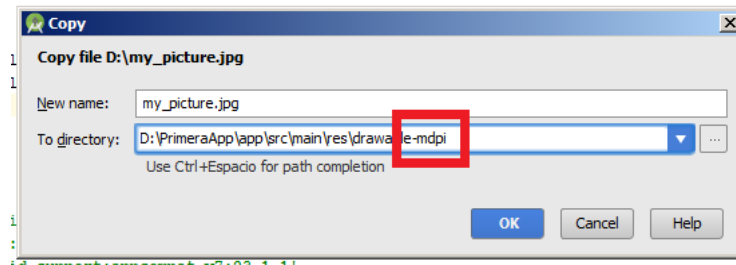 Copy
Copy file D:\my_picture.jpg
New name: my_picture.jpg
To directory: D:\PrimeraApp\app\src\main\res\drawable-mdpi
Use Ctrl+Espacio for path completion
OK Cancel Help